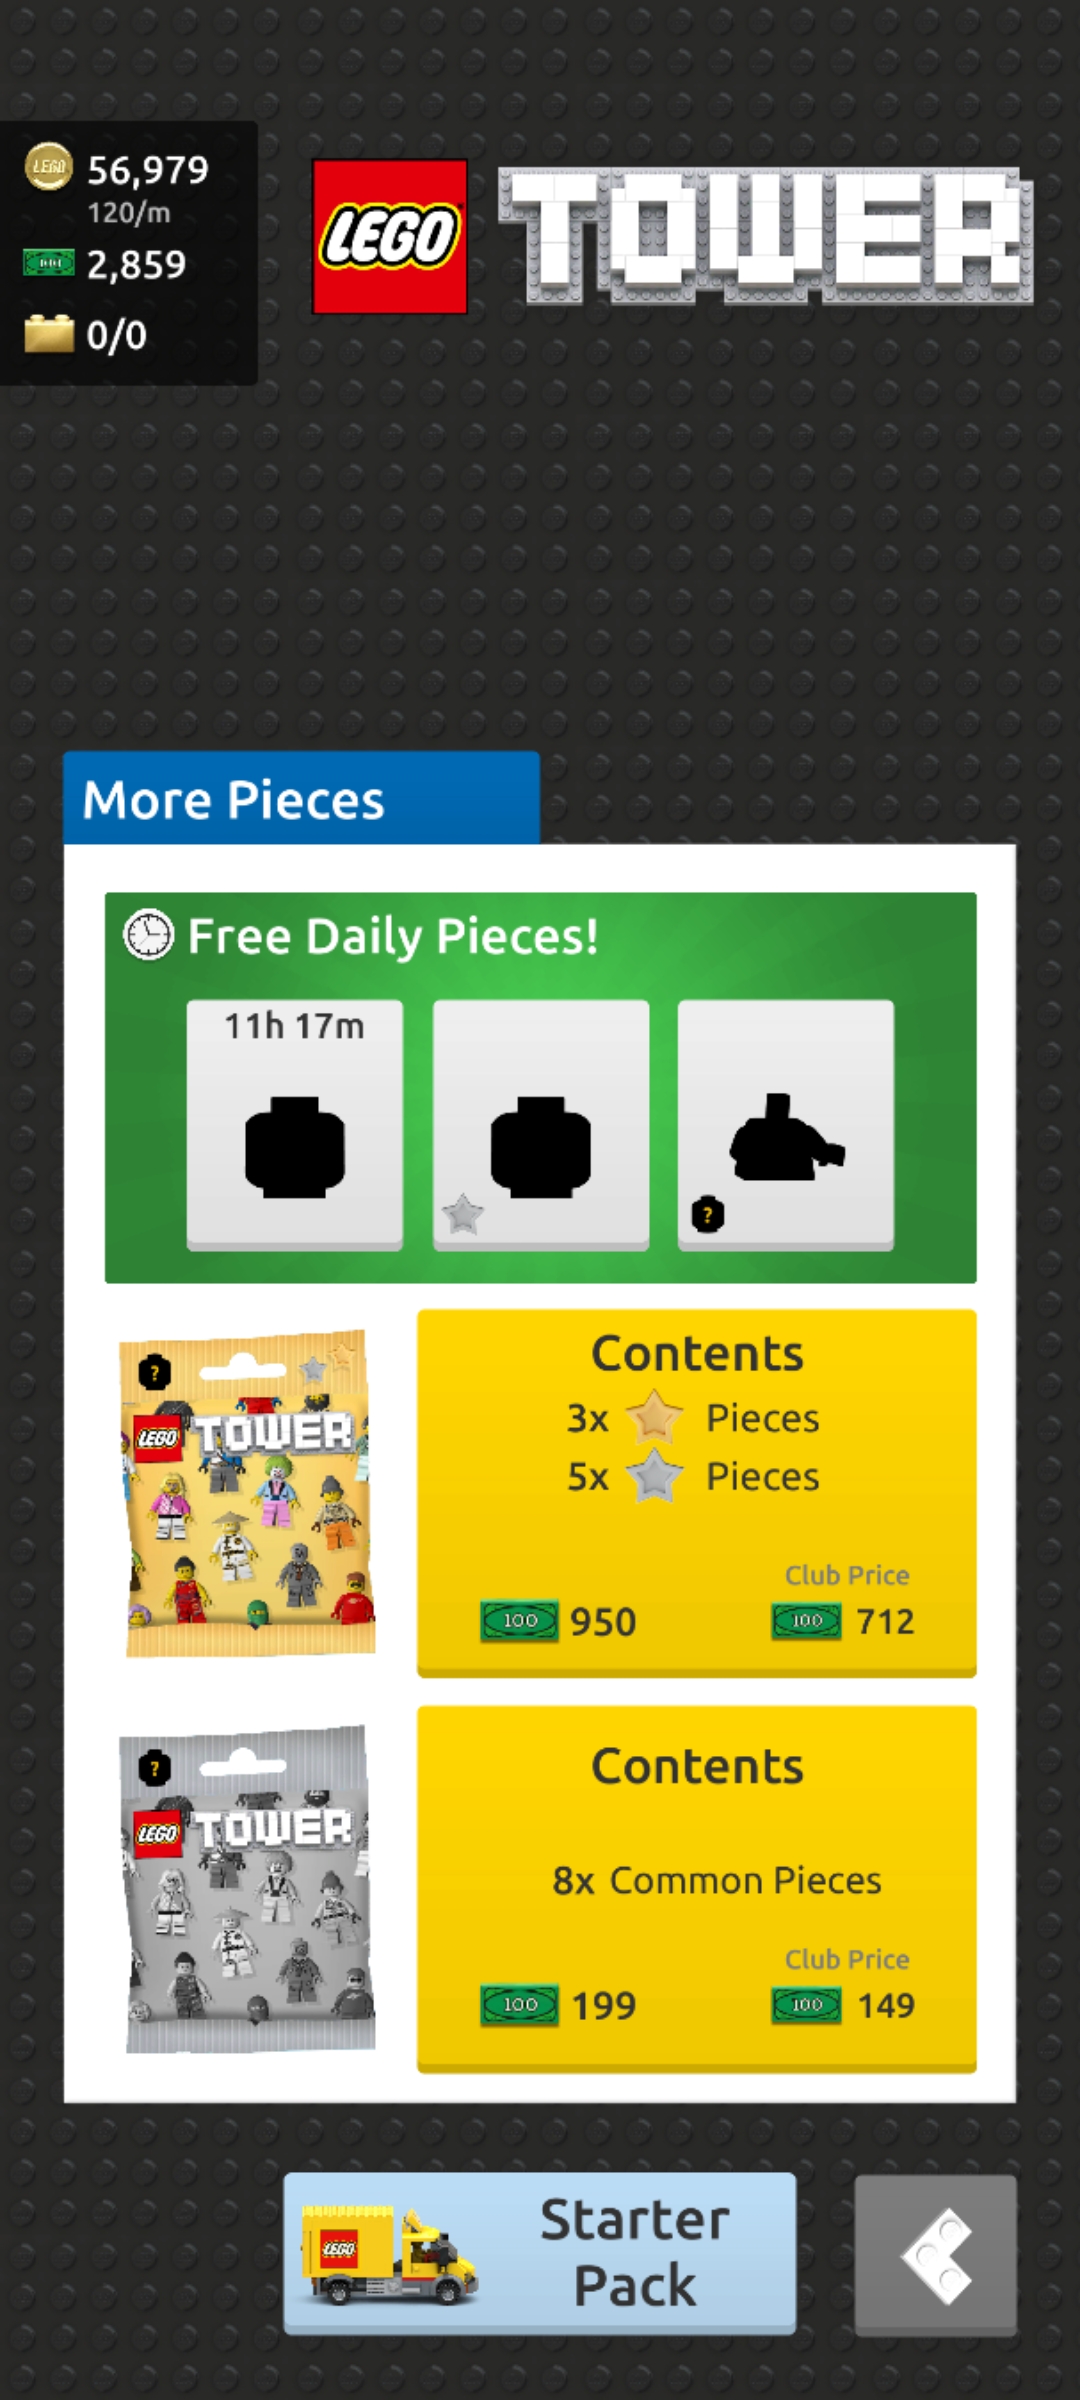 LEGO
56,979
120/m
2,859
0/0
LEGO TOWER
More Pieces
Free Daily Pieces!
11h 17m
?
?
LEGO TOWER
Contents
3x Pieces
5x Pieces
Club Price
100 950
100 712
?
LEGO TOWER
Contents
8x Common Pieces
Club Price
100 199
100 149
LEGO
Starter
Pack